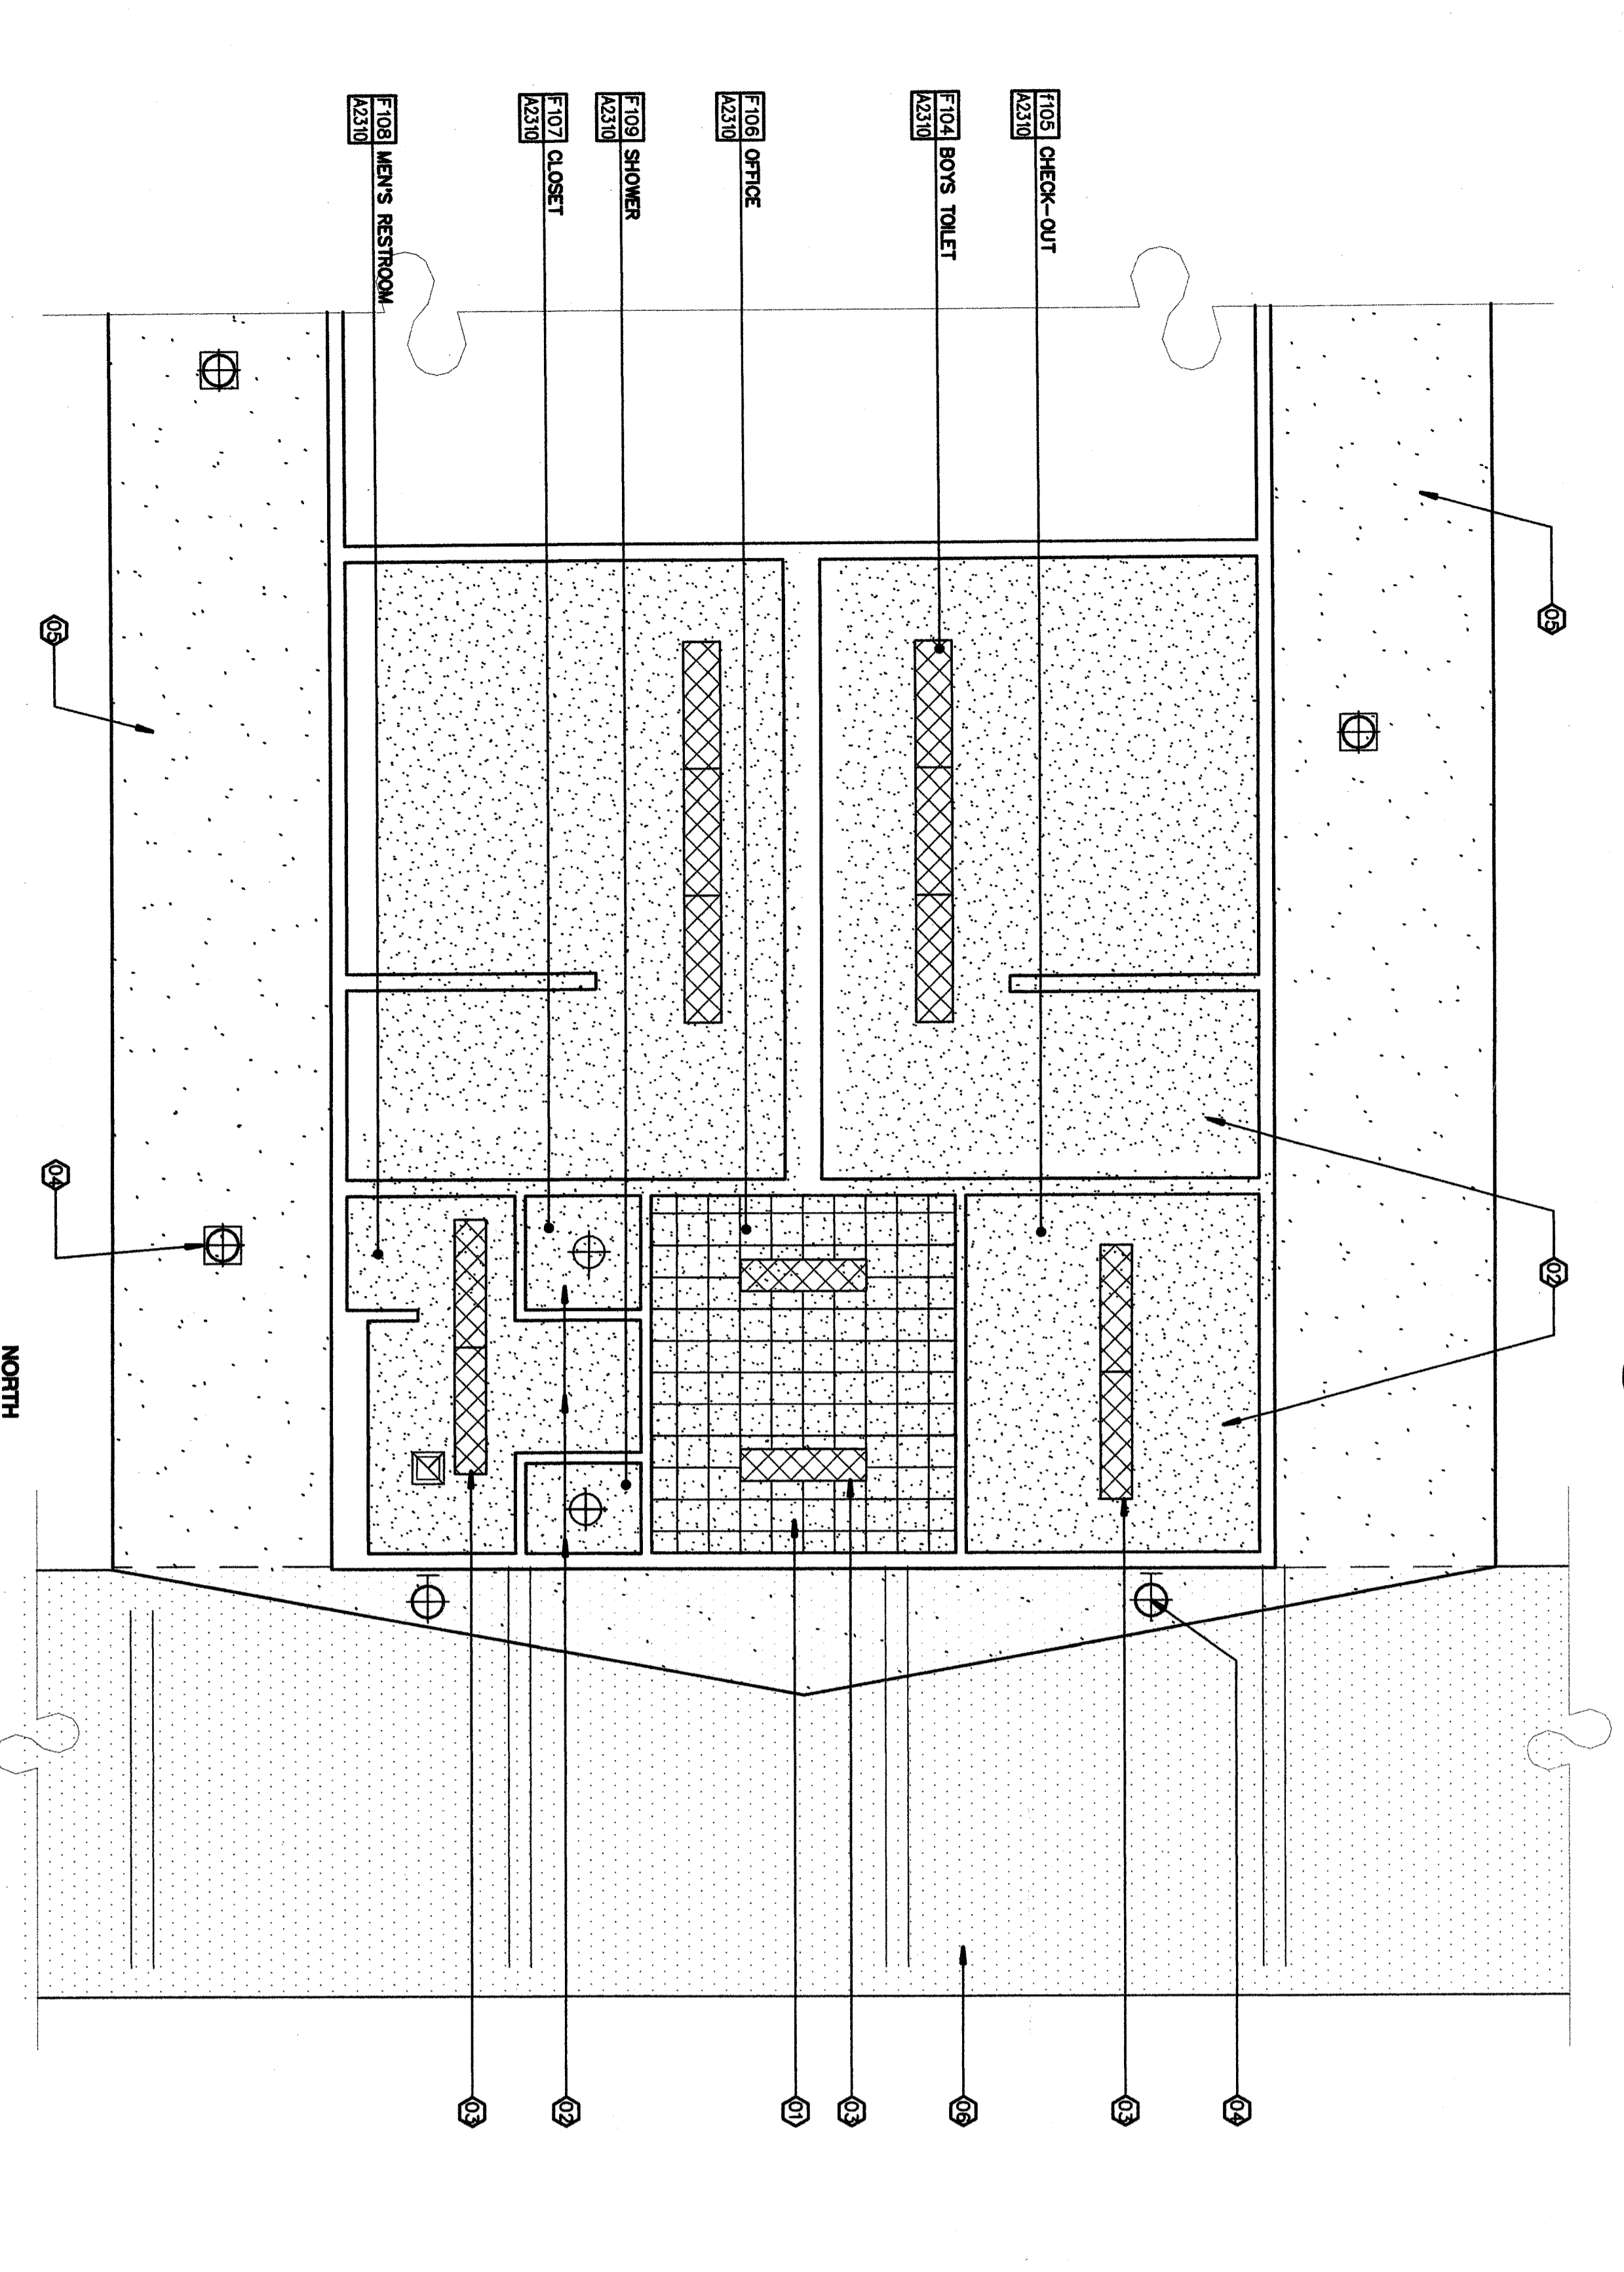 f105
A2310
CHECK-OUT
F104
A2310
BOYS TOILET
F106
A2310
OFFICE
F109
A2310
SHOWER
F107
A2310
CLOSET
F108
A2310
MEN'S RESTROOM
05
02
05
04
04
03
06
03
01
02
03
NORTH